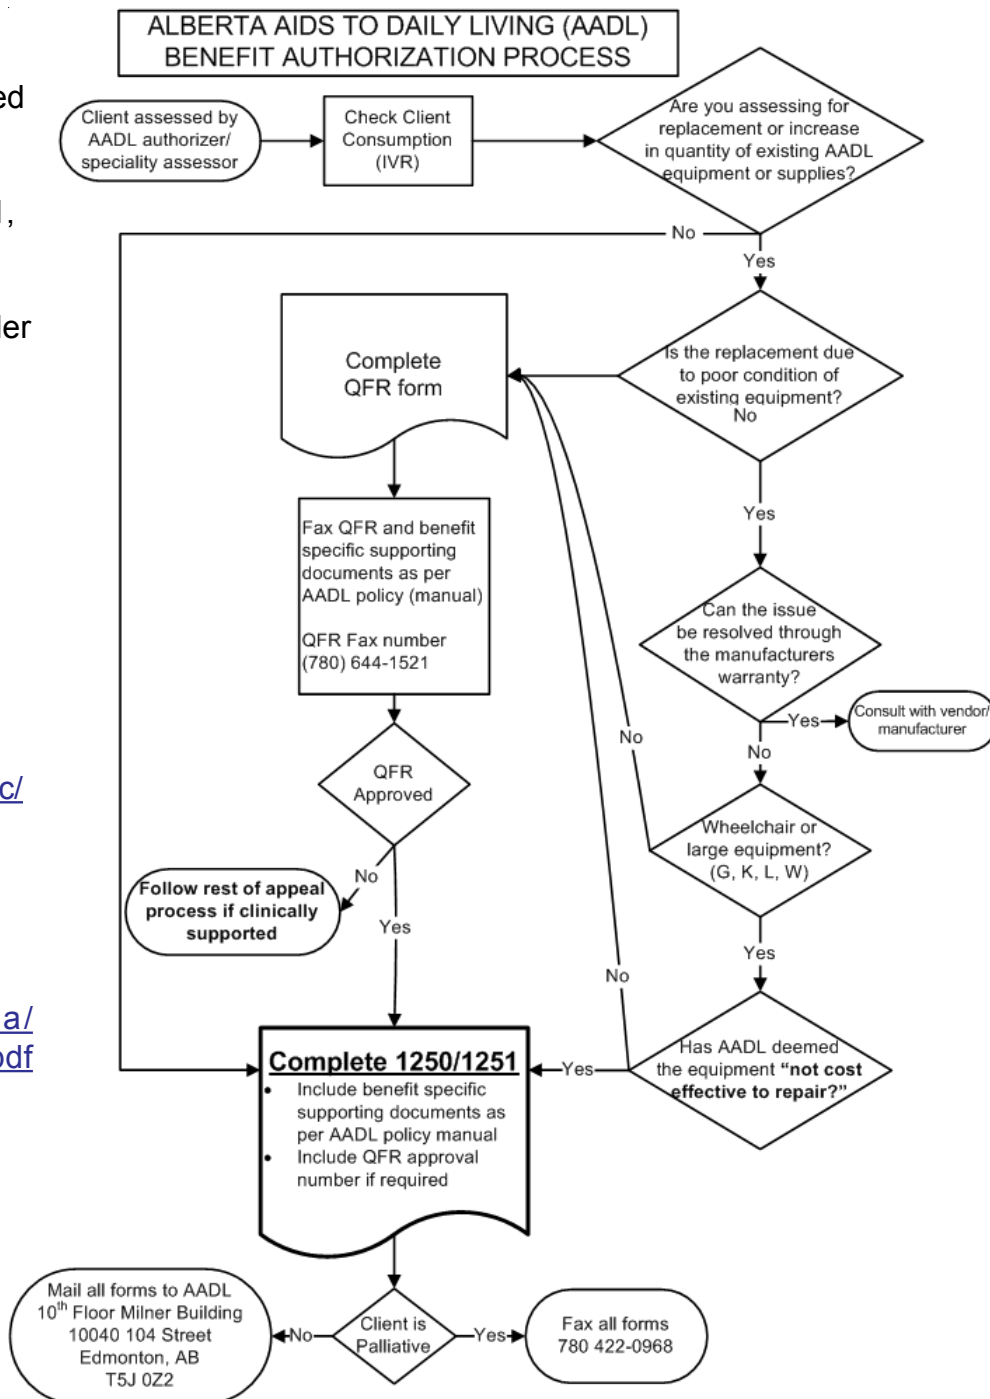 ALBERTA AIDS TO DAILY LIVING (AADL)
BENEFIT AUTHORIZATION PROCESS
Client assessed by
AADL authorizer/
speciality assessor
Check Client
Consumption
(IVR)
Are you assessing for
replacement or increase
in quantity of existing AADL
equipment or supplies?
No
Yes
Is the replacement due
to poor condition of
existing equipment?
No
Yes
Complete
QFR form
Fax QFR and benefit
specific supporting
documents as per
AADL policy (manual)
QFR Fax number
(780) 644-1521
Can the issue
be resolved through
the manufacturers
warranty?
Yes
Consult with vendor/
manufacturer
No
No
QFR
Approved
Wheelchair or
large equipment?
(G, K, L, W)
No
Follow rest of appeal
process if clinically
supported
Yes
Yes
No
Has AADL deemed
the equipment “not cost
effective to repair?”
Yes
Complete 1250/1251
• Include benefit specific
supporting documents as
per AADL policy manual
• Include QFR approval
number if required
Client is
Palliative
No
Mail all forms to AADL
10th Floor Milner Building
10040 104 Street
Edmonton, AB
T5J 0Z2
Yes
Fax all forms
780 422-0968
ed
,
ler
c/
a/